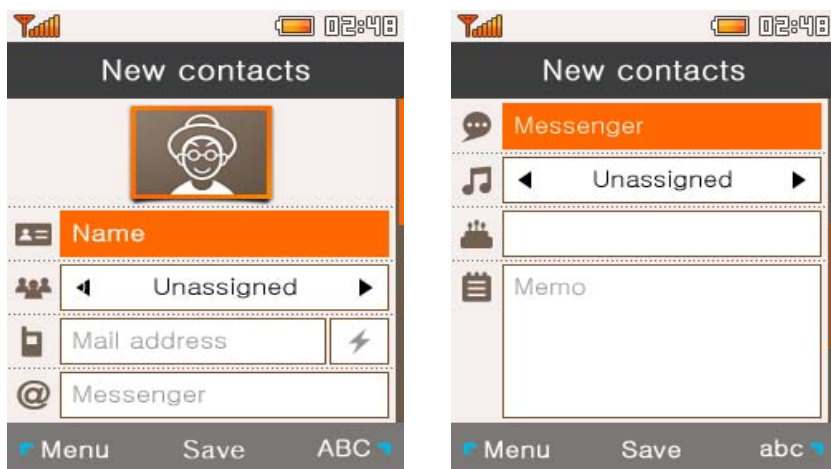 02:48
New contacts
Name
Unassigned
Mail address
Messenger
Menu Save ABC
02:48
New contacts
Messenger
Unassigned
Memo
Menu Save abc